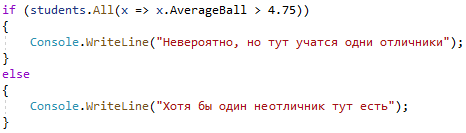 if (students.All(x => x.AverageBall > 4.75))
{
    Console.WriteLine("Невероятно, но тут учатся одни отличники");
}
else
{
    Console.WriteLine("Хотя бы один неотличник тут есть");
}